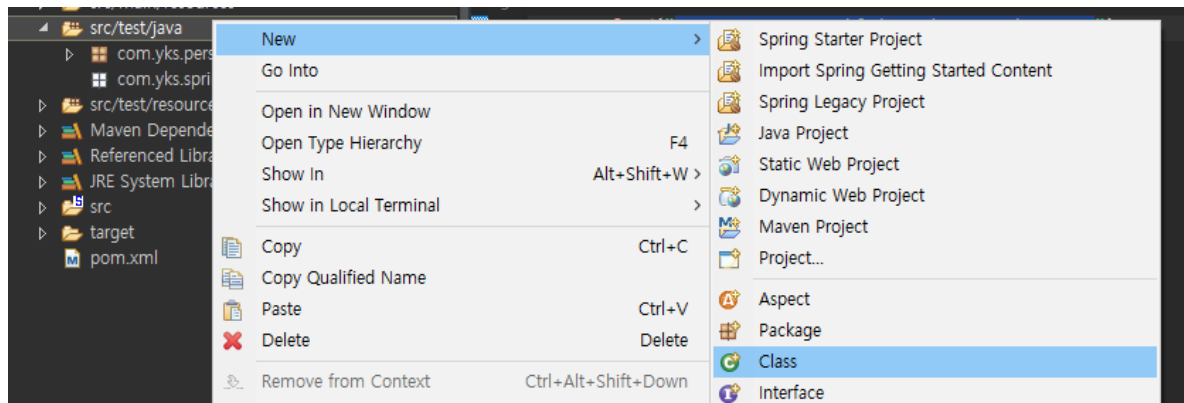 src/test/java
com.yks.pers
com.yks.spri
src/test/resource
Maven Depende
Referenced Libra
JRE System Libra
src
target
pom.xml
New
Go Into
Open in New Window
Open Type Hierarchy F4
Show In Alt+Shift+W >
Show in Local Terminal
Copy Ctrl+C
Copy Qualified Name
Paste Ctrl+V
Delete Delete
Remove from Context Ctrl+Alt+Shift+Down
Spring Starter Project
Import Spring Getting Started Content
Spring Legacy Project
Java Project
Static Web Project
Dynamic Web Project
Maven Project
Project...
Aspect
Package
Class
Interface